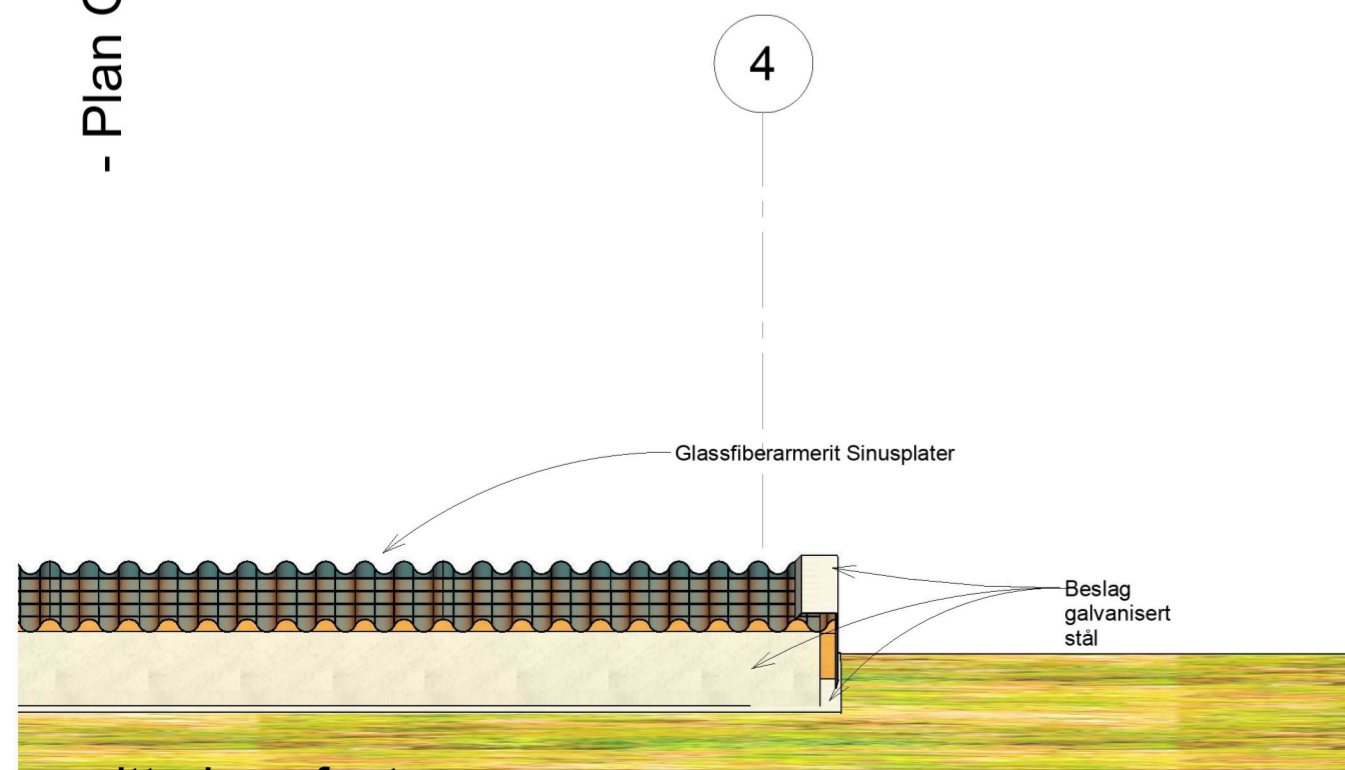 - Plan
4
Glassfiberarmerit Sinusplater
Beslag
galvanisert
stål